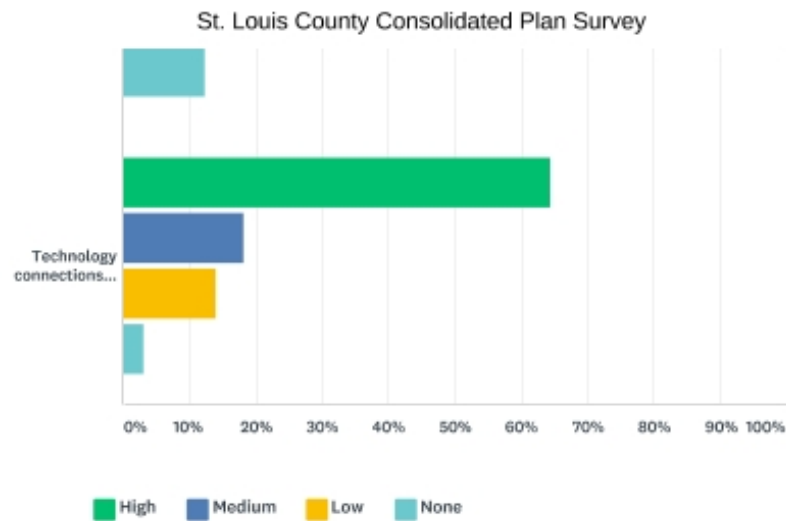 St. Louis County Consolidated Plan Survey
Technology
connections...
0% 10% 20% 30% 40% 50% 60% 70% 80% 90% 100%
High Medium Low None